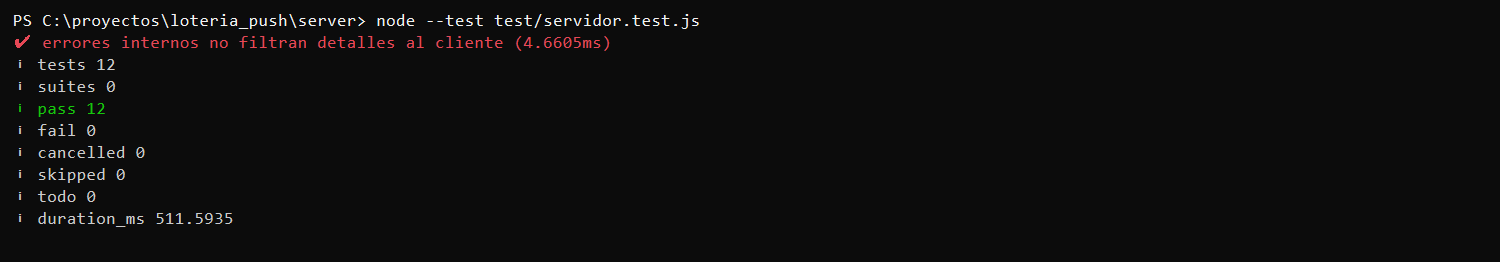 PS C:\proyectos\loteria_push\server> node --test test/servidor.test.js
✔ errores internos no filtran detalles al cliente (4.6605ms)
ℹ tests 12
ℹ suites 0
ℹ pass 12
ℹ fail 0
ℹ cancelled 0
ℹ skipped 0
ℹ todo 0
ℹ duration_ms 511.5935